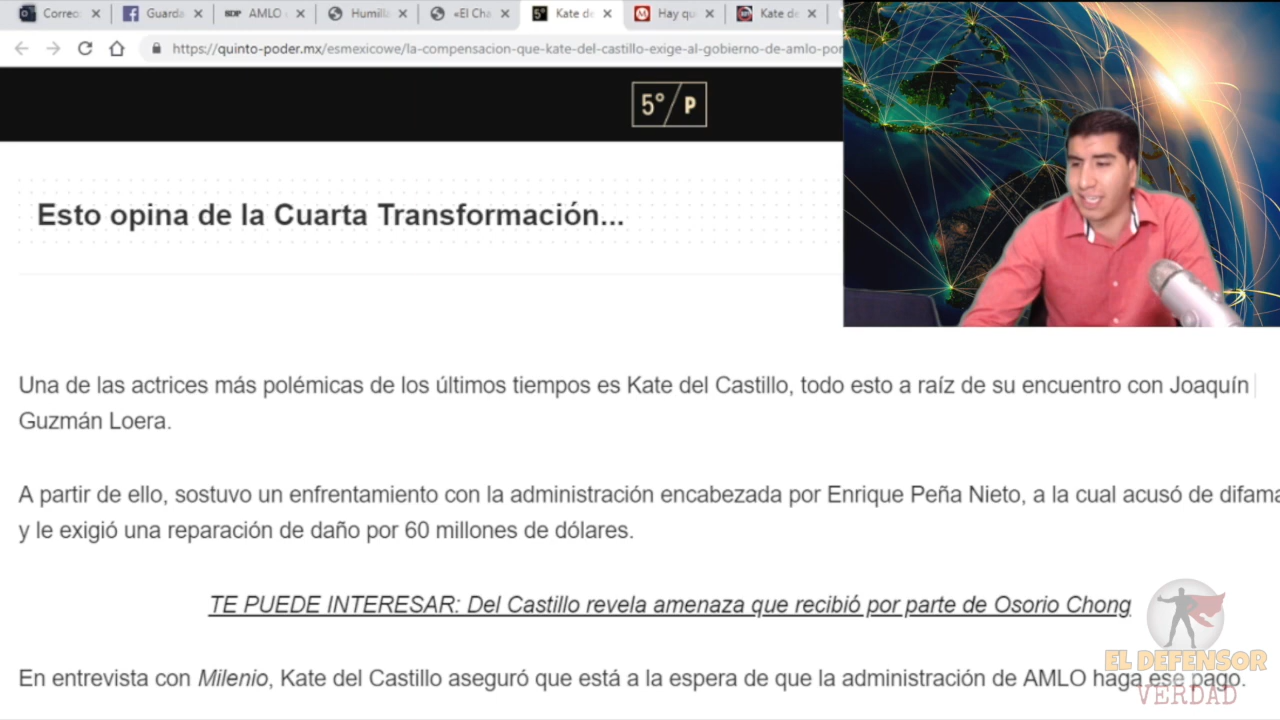 Correo
Guarda
SDP AMLO
Humill
«El Cha
5° Kate de
Hay qu
Kate de
https://quinto-poder.mx/esmexicowe/la-compensacion-que-kate-del-castillo-exige-al-gobierno-de-amlo-por
5°/P
Esto opina de la Cuarta Transformación...
Una de las actrices más polémicas de los últimos tiempos es Kate del Castillo, todo esto a raíz de su encuentro con Joaquín
Guzmán Loera.
A partir de ello, sostuvo un enfrentamiento con la administración encabezada por Enrique Peña Nieto, a la cual acusó de difama
y le exigió una reparación de daño por 60 millones de dólares.
TE PUEDE INTERESAR: Del Castillo revela amenaza que recibió por parte de Osorio Chong
En entrevista con Milenio, Kate del Castillo aseguró que está a la espera de que la administración de AMLO haga ese pago.
EL DEFENSOR
VERDAD